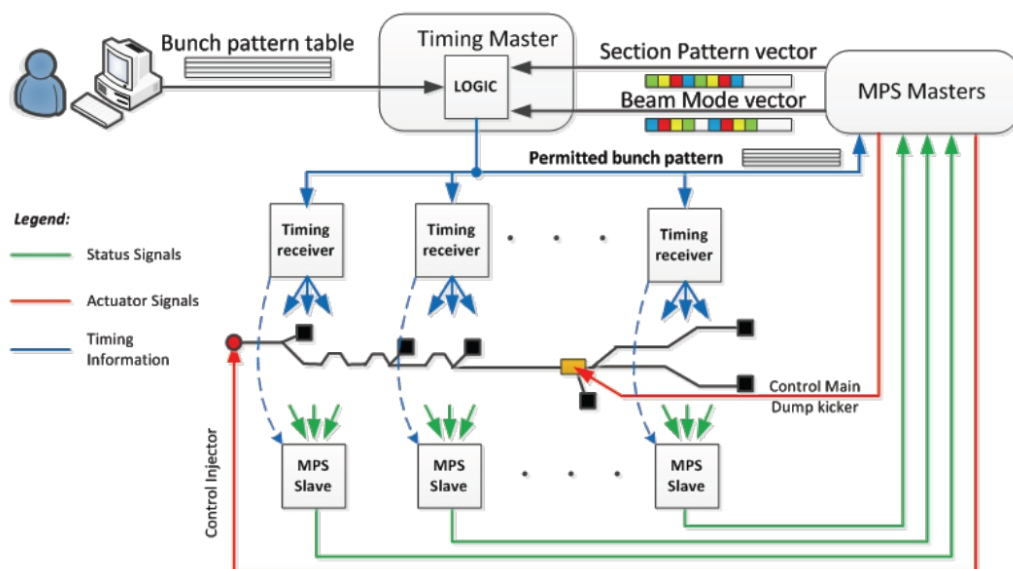 Bunch pattern table
Timing Master
LOGIC
Section Pattern vector
Beam Mode vector
MPS Masters
Permitted bunch pattern
Legend:
Status Signals
Actuator Signals
Timing
Information
Timing
receiver
Timing
receiver
Timing
receiver
Control Main
Dump kicker
Control Injector
MPS
Slave
MPS
Slave
MPS
Slave